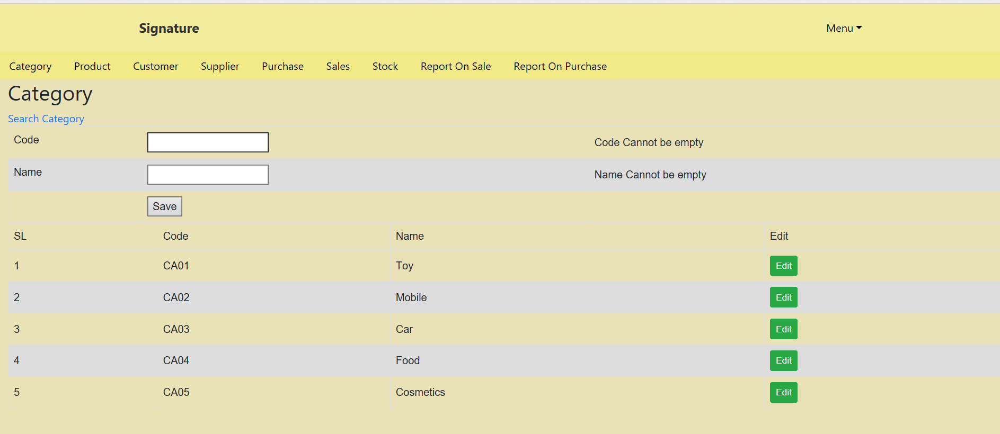 Signature Menu
Category Product Customer Supplier Purchase Sales Stock Report On Sale Report On Purchase
Category
Search Category
Code Code Cannot be empty
Name Name Cannot be empty
Save
SL Code Name Edit
1 CA01 Toy Edit
2 CA02 Mobile Edit
3 CA03 Car Edit
4 CA04 Food Edit
5 CA05 Cosmetics Edit